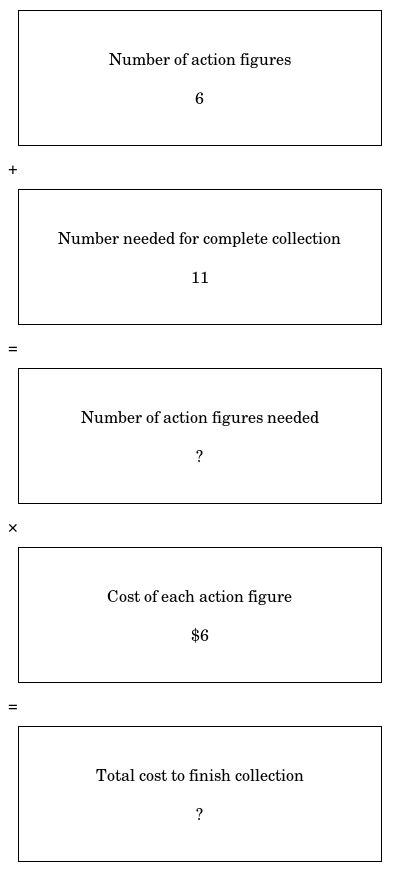 Number of action figures
6
+
Number needed for complete collection
11
=
Number of action figures needed
?
×
Cost of each action figure
$6
=
Total cost to finish collection
?